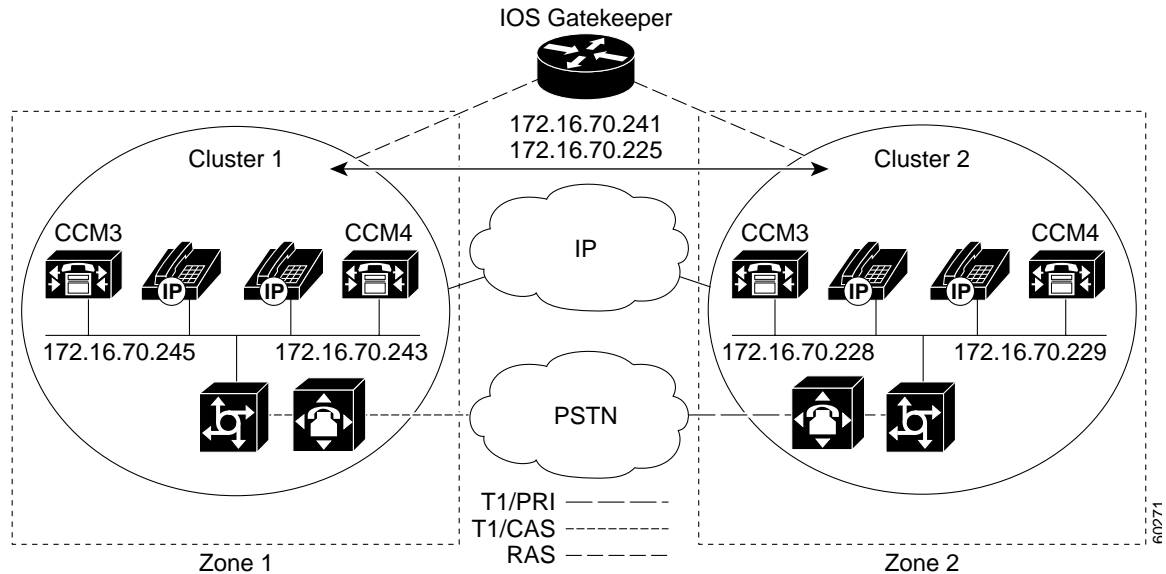 IOS Gatekeeper
172.16.70.241
172.16.70.225
Cluster 1
Cluster 2
CCM3
CCM4
IP
CCM3
CCM4
IP
IP
IP
IP
172.16.70.245
172.16.70.243
172.16.70.228
172.16.70.229
PSTN
T1/PRI
T1/CAS
RAS
Zone 1
Zone 2
60271